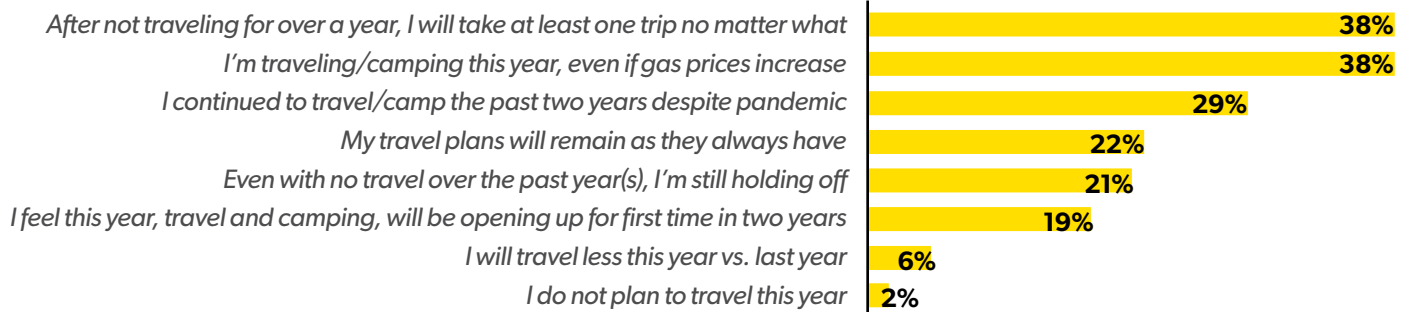 After not traveling for over a year, I will take at least one trip no matter what 38%
I'm traveling/camping this year, even if gas prices increase 38%
I continued to travel/camp the past two years despite pandemic 29%
My travel plans will remain as they always have 22%
Even with no travel over the past year(s), I'm still holding off 21%
I feel this year, travel and camping, will be opening up for first time in two years 19%
I will travel less this year vs. last year 6%
I do not plan to travel this year 2%